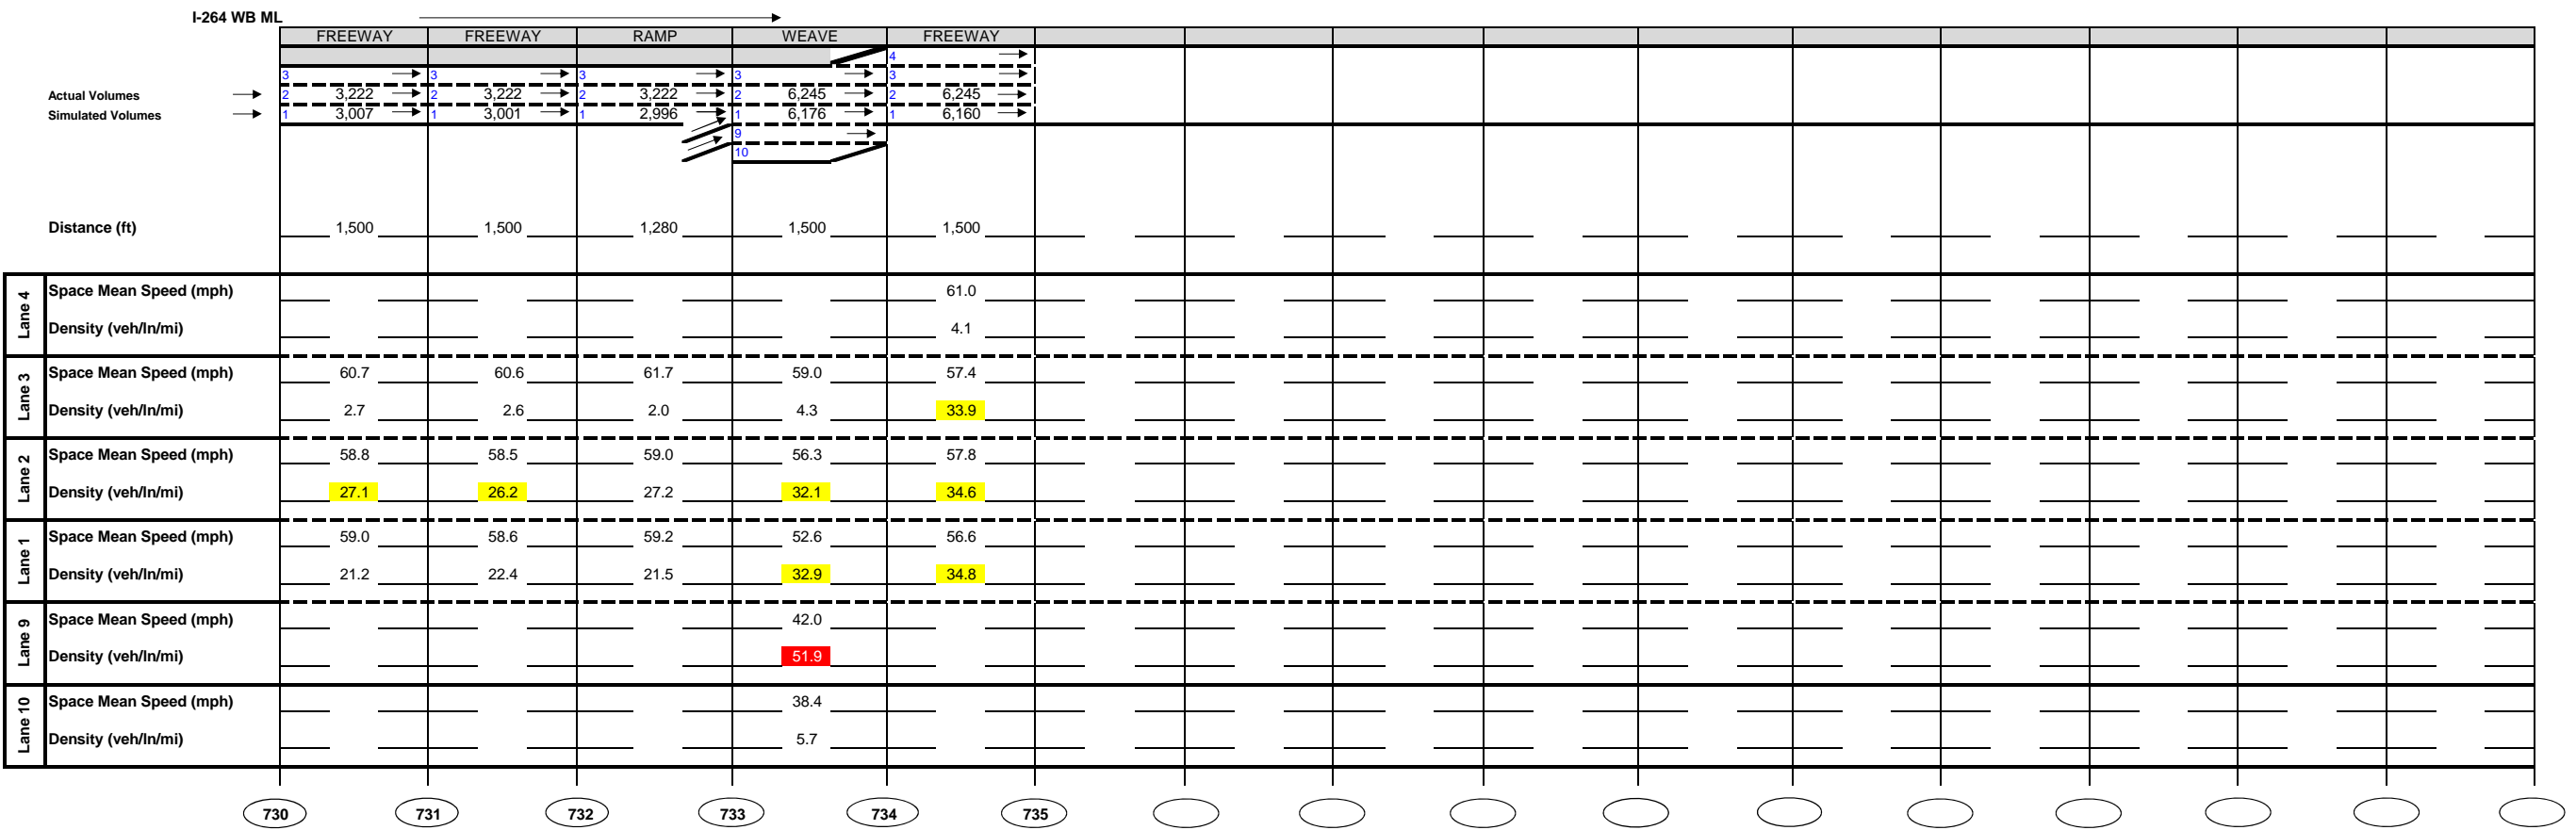 I-264 WB ML
FREEWAY FREEWAY RAMP WEAVE FREEWAY
4
3 3 3 3 3
Actual Volumes 2 3,222 2 3,222 2 3,222 2 6,245 2 6,245
Simulated Volumes 1 3,007 1 3,001 1 2,996 1 6,176 1 6,160
9
10
Distance (ft) 1,500 1,500 1,280 1,500 1,500
Lane 4
Space Mean Speed (mph) 61.0
Density (veh/ln/mi) 4.1
Lane 3
Space Mean Speed (mph) 60.7 60.6 61.7 59.0 57.4
Density (veh/ln/mi) 2.7 2.6 2.0 4.3 33.9
Lane 2
Space Mean Speed (mph) 58.8 58.5 59.0 56.3 57.8
Density (veh/ln/mi) 27.1 26.2 27.2 32.1 34.6
Lane 1
Space Mean Speed (mph) 59.0 58.6 59.2 52.6 56.6
Density (veh/ln/mi) 21.2 22.4 21.5 32.9 34.8
Lane 9
Space Mean Speed (mph) 42.0
Density (veh/ln/mi) 51.9
Lane 10
Space Mean Speed (mph) 38.4
Density (veh/ln/mi) 5.7
730 731 732 733 734 735